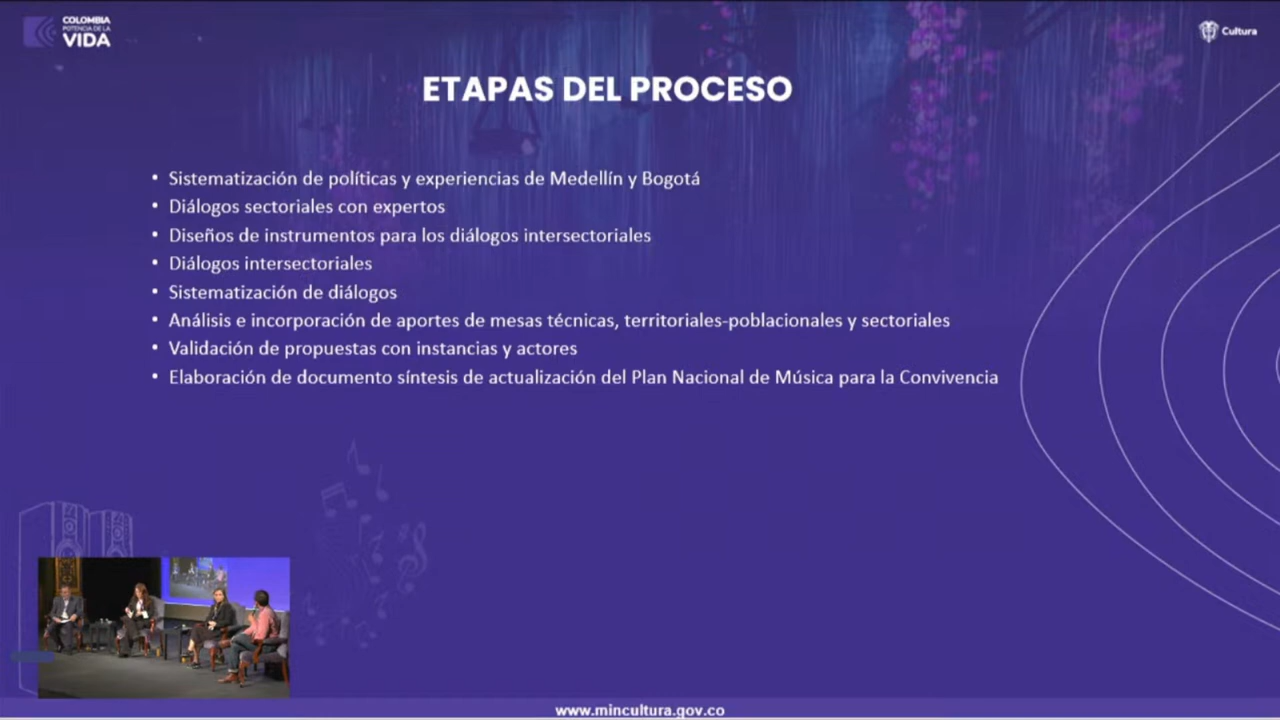 COLOMBIA
POTENCIA DE LA
VIDA
Cultura
ETAPAS DEL PROCESO
• Sistematización de políticas y experiencias de Medellín y Bogotá
• Diálogos sectoriales con expertos
• Diseños de instrumentos para los diálogos intersectoriales
• Diálogos intersectoriales
• Sistematización de diálogos
• Análisis e incorporación de aportes de mesas técnicas, territoriales-poblacionales y sectoriales
• Validación de propuestas con instancias y actores
• Elaboración de documento síntesis de actualización del Plan Nacional de Música para la Convivencia
www.mincultura.gov.co